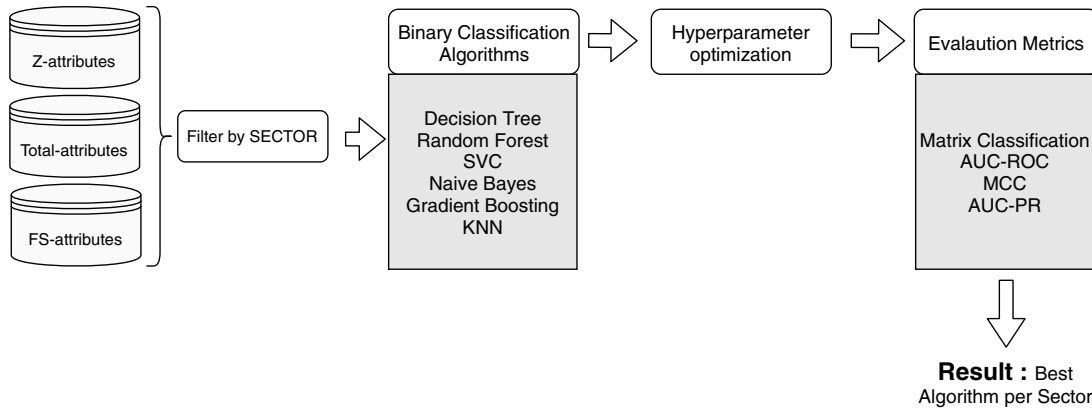 Z-attributes
Total-attributes
FS-attributes
Filter by SECTOR
Binary Classification
Algorithms
Decision Tree
Random Forest
SVC
Naive Bayes
Gradient Boosting
KNN
Hyperparameter
optimization
Evalaution Metrics
Matrix Classification
AUC-ROC
MCC
AUC-PR
Result : Best
Algorithm per Sector